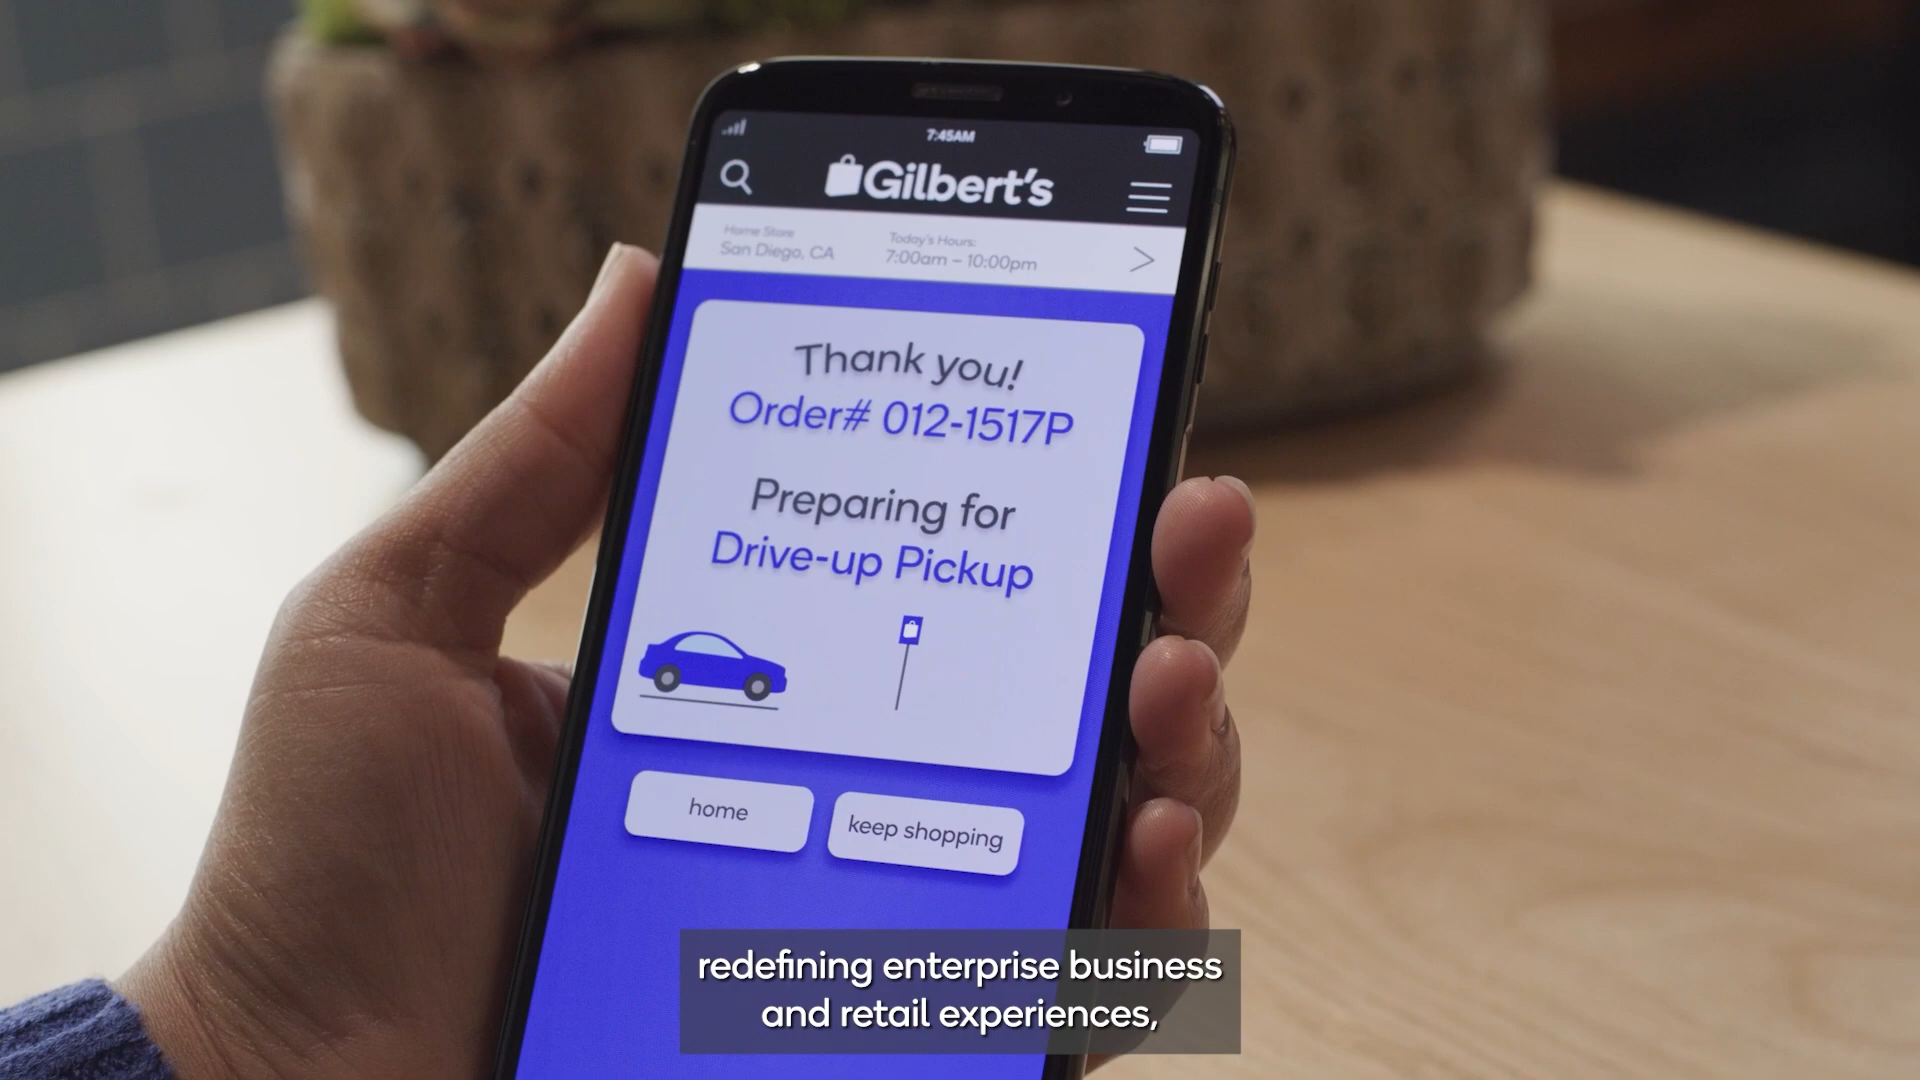 7:45AM
Gilbert's
Home Store
San Diego, CA
Today's Hours:
7:00am – 10:00pm
Thank you!
Order# 012-1517P
Preparing for
Drive-up Pickup
home
keep shopping
redefining enterprise business
and retail experiences,